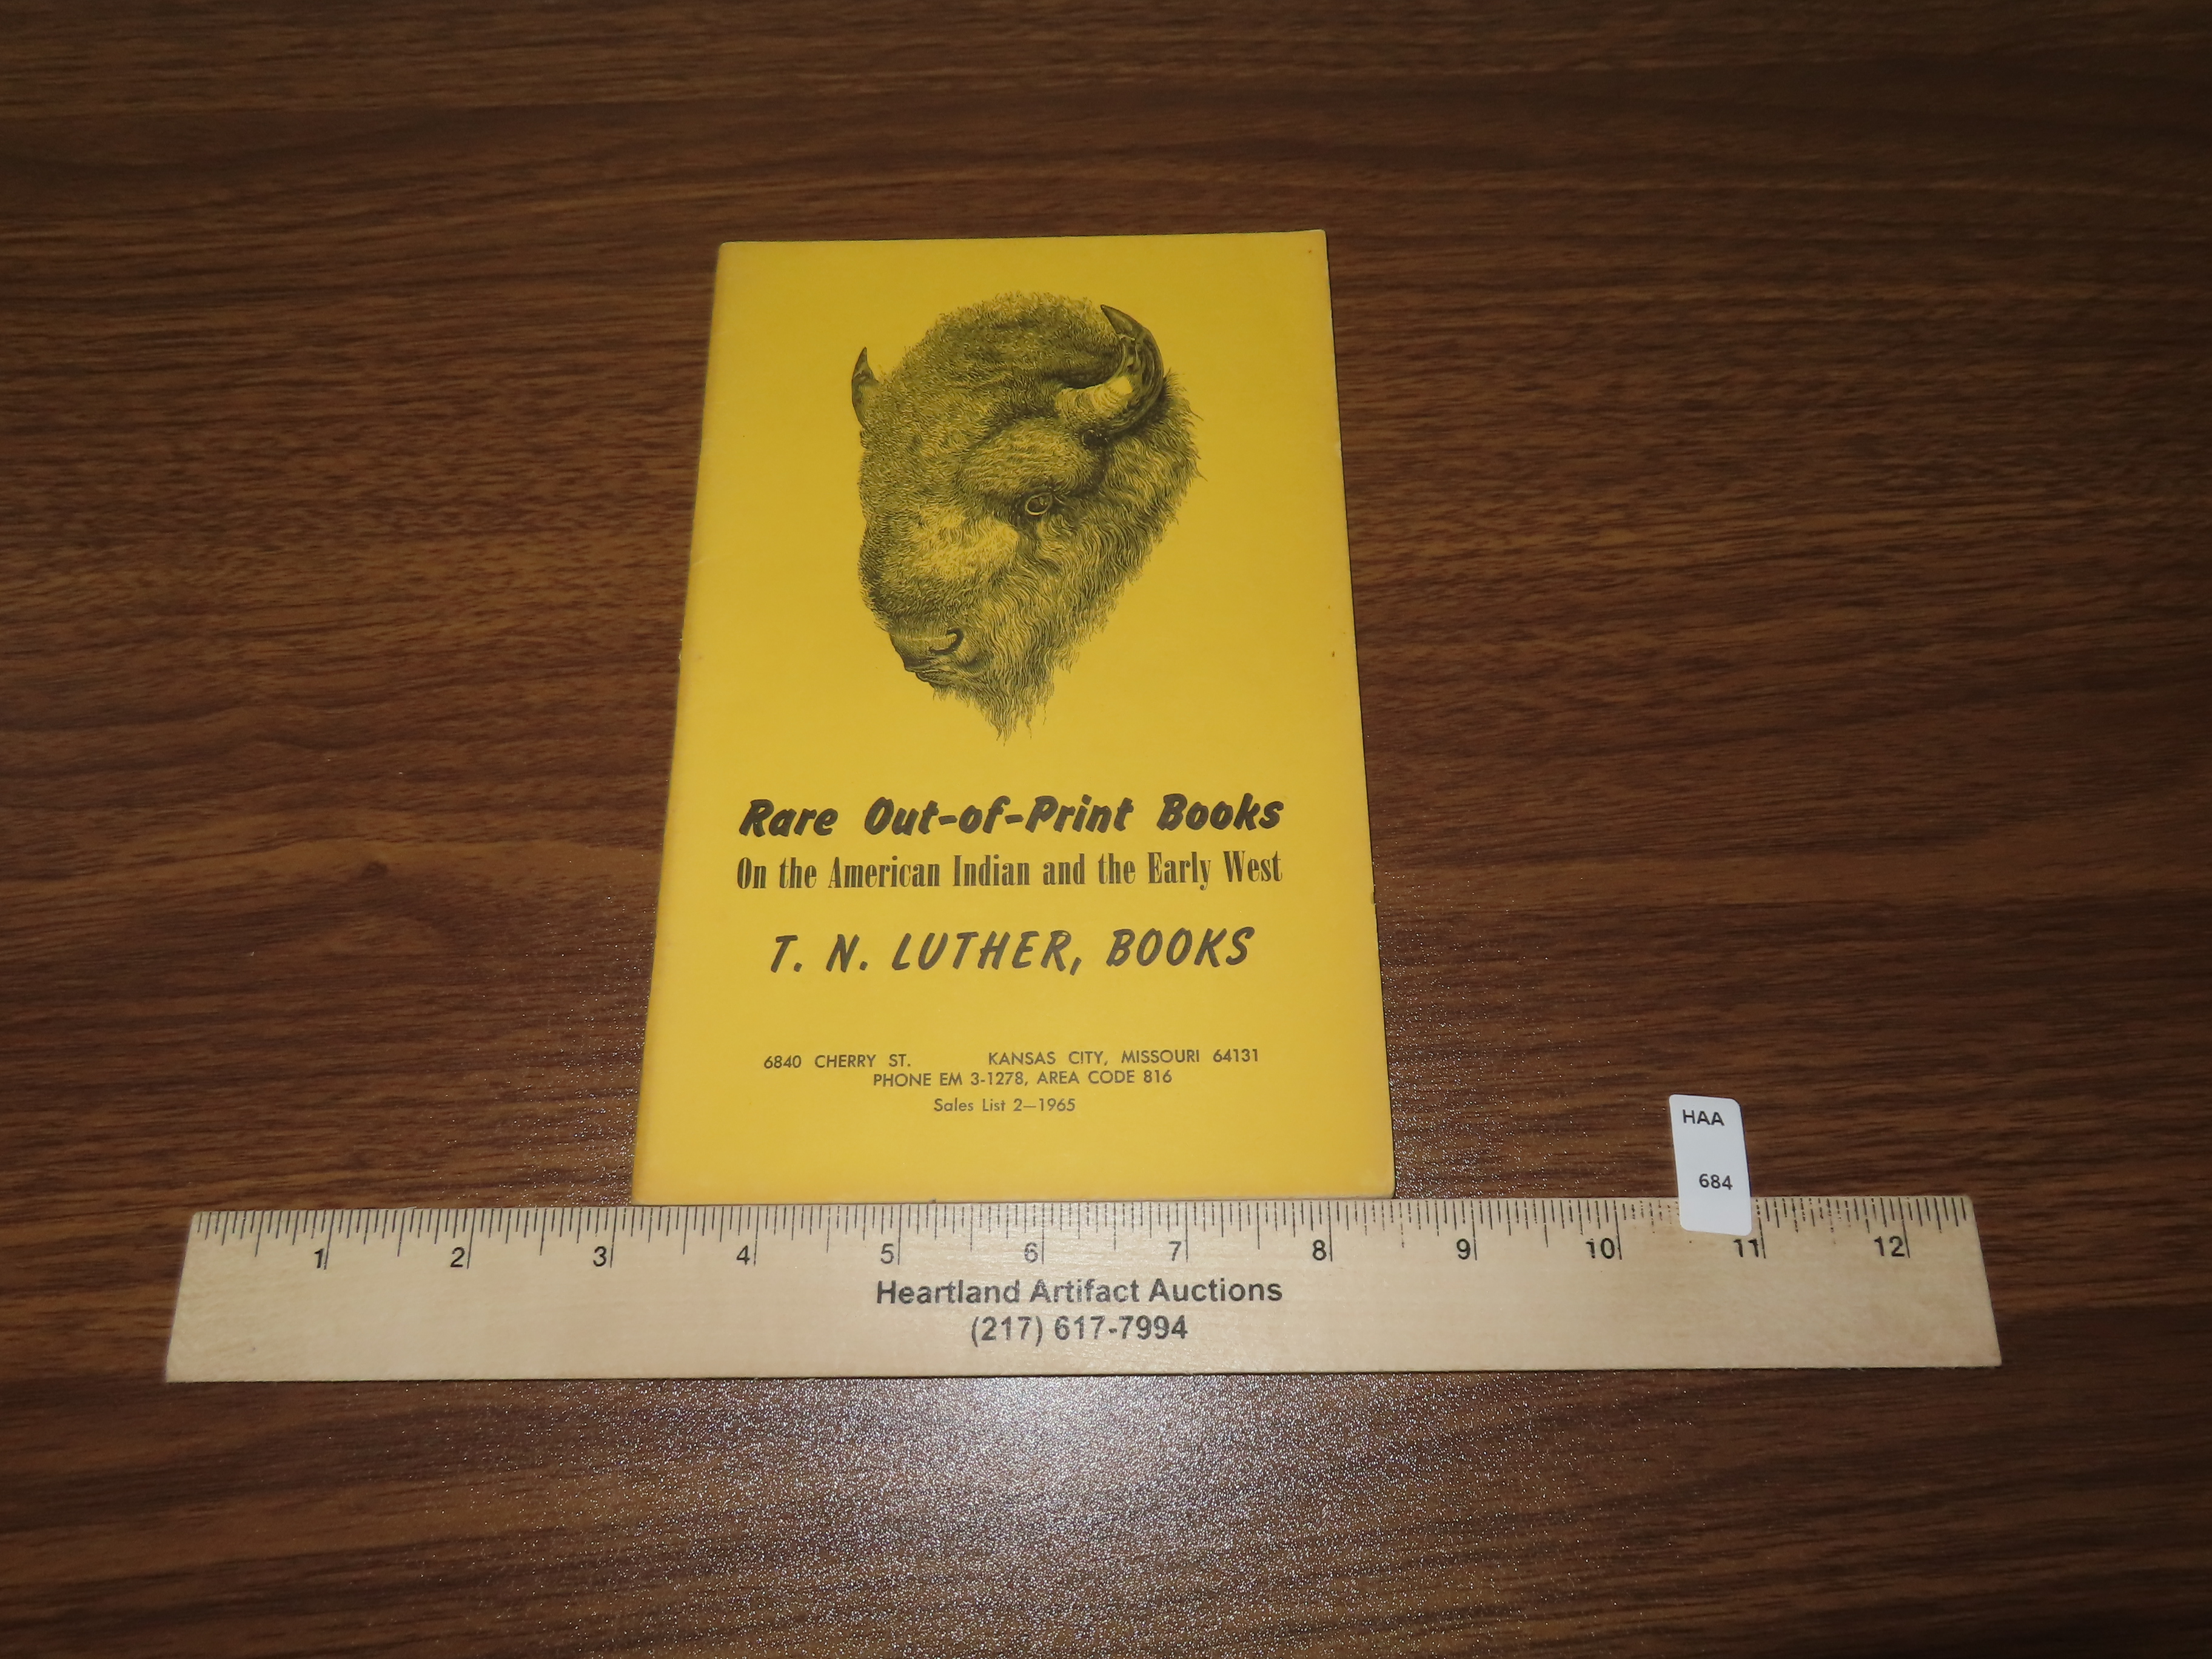 Rare Out-of-Print Books
On the American Indian and the Early West
T. N. LUTHER, BOOKS
6840 CHERRY ST. KANSAS CITY, MISSOURI 64131
PHONE EM 3-1278, AREA CODE 816
Sales List 2—1965
HAA
684
1 2 3 4 5 6 7 8 9 10 11 12
Heartland Artifact Auctions
(217) 617-7994